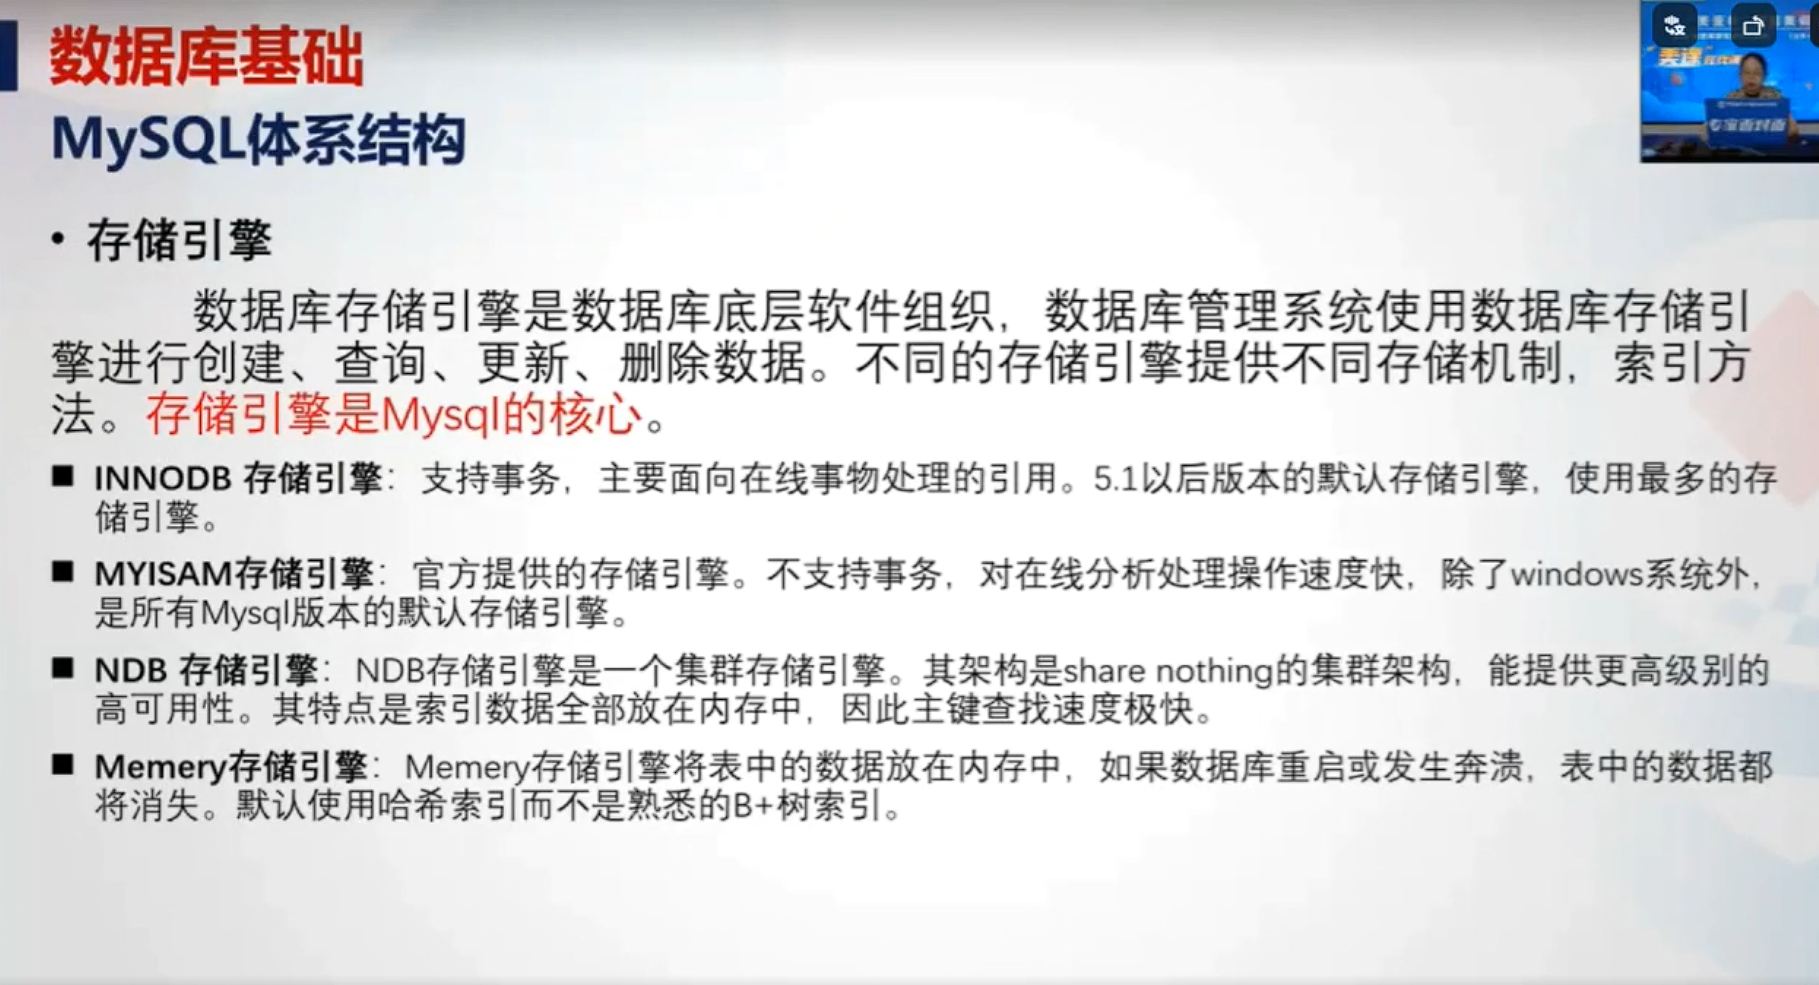 数据库基础
MySQL体系结构
• 存储引擎
数据库存储引擎是数据库底层软件组织，数据库管理系统使用数据库存储引
擎进行创建、查询、更新、删除数据。不同的存储引擎提供不同存储机制，索引方
法。存储引擎是Mysql的核心。
■ INNODB 存储引擎：支持事务，主要面向在线事物处理的引用。5.1以后版本的默认存储引擎，使用最多的存
储引擎。
■ MYISAM存储引擎：官方提供的存储引擎。不支持事务，对在线分析处理操作速度快，除了windows系统外，
是所有Mysql版本的默认存储引擎。
■ NDB 存储引擎：NDB存储引擎是一个集群存储引擎。其架构是share nothing的集群架构，能提供更高级别的
高可用性。其特点是索引数据全部放在内存中，因此主键查找速度极快。
■ Memery存储引擎：Memery存储引擎将表中的数据放在内存中，如果数据库重启或发生奔溃，表中的数据都
将消失。默认使用哈希索引而不是熟悉的B+树索引。
专家面对面